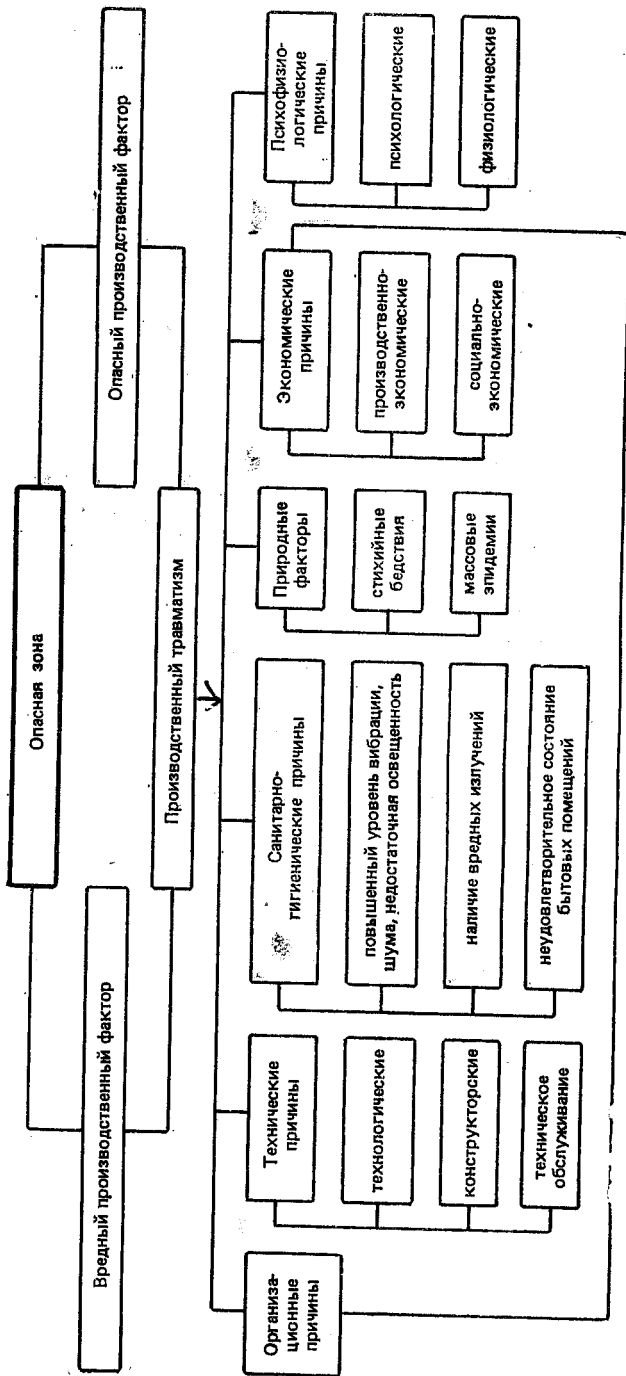 Опасная зона
Вредный производственный фактор
Опасный производственный фактор
Производственный травматизм
Организа-
ционные
причины
Технические
причины
технологические
конструкторские
техническое
обслуживание
Санитарно-
гигиенические причины
повышенный уровень вибрации,
шума, недостаточная освещенность
наличие вредных излучений
неудовлетворительное состояние
бытовых помещений
Природные
факторы
стихийные
бедствия
массовые
эпидемии
Экономические
причины
производственно-
экономические
социально-
экономические
Психофизио-
логические
причины
психологические
физиологические